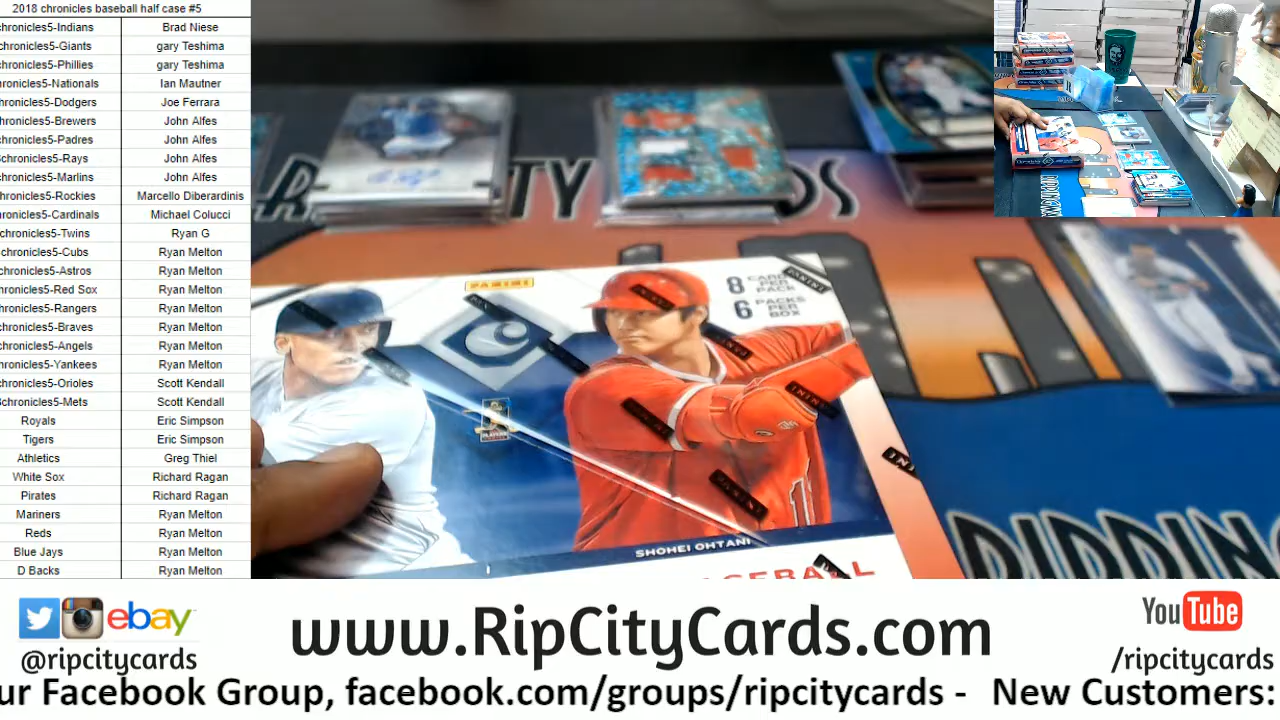 2018 chronicles baseball half case #5
chronicles5-Indians Brad Niese
chronicles5-Giants gary Teshima
chronicles5-Phillies gary Teshima
ronicles5-Nationals Ian Mautner
chronicles5-Dodgers Joe Ferrara
chronicles5-Brewers John Alfes
chronicles5-Padres John Alfes
chronicles5-Rays John Alfes
chronicles5-Marlins John Alfes
chronicles5-Rockies Marcello Diberardinis
hronicles5-Cardinals Michael Colucci
chronicles5-Twins Ryan G
chronicles5-Cubs Ryan Melton
chronicles5-Astros Ryan Melton
hronicles5-Red Sox Ryan Melton
chronicles5-Rangers Ryan Melton
chronicles5-Braves Ryan Melton
chronicles5-Angels Ryan Melton
chronicles5-Yankees Ryan Melton
chronicles5-Orioles Scott Kendall
chronicles5-Mets Scott Kendall
Royals Eric Simpson
Tigers Eric Simpson
Athletics Greg Thiel
White Sox Richard Ragan
Pirates Richard Ragan
Mariners Ryan Melton
Reds Ryan Melton
Blue Jays Ryan Melton
D Backs Ryan Melton
PANINI
8 CARDS PER PACK
6 PACKS PER BOX
PANINI
SHOHEI OHTANI
BASEBALL
RIPPING
ebay
@ripcitycards
www.RipCityCards.com
YouTube
/ripcitycards
ur Facebook Group, facebook.com/groups/ripcitycards - New Customers: